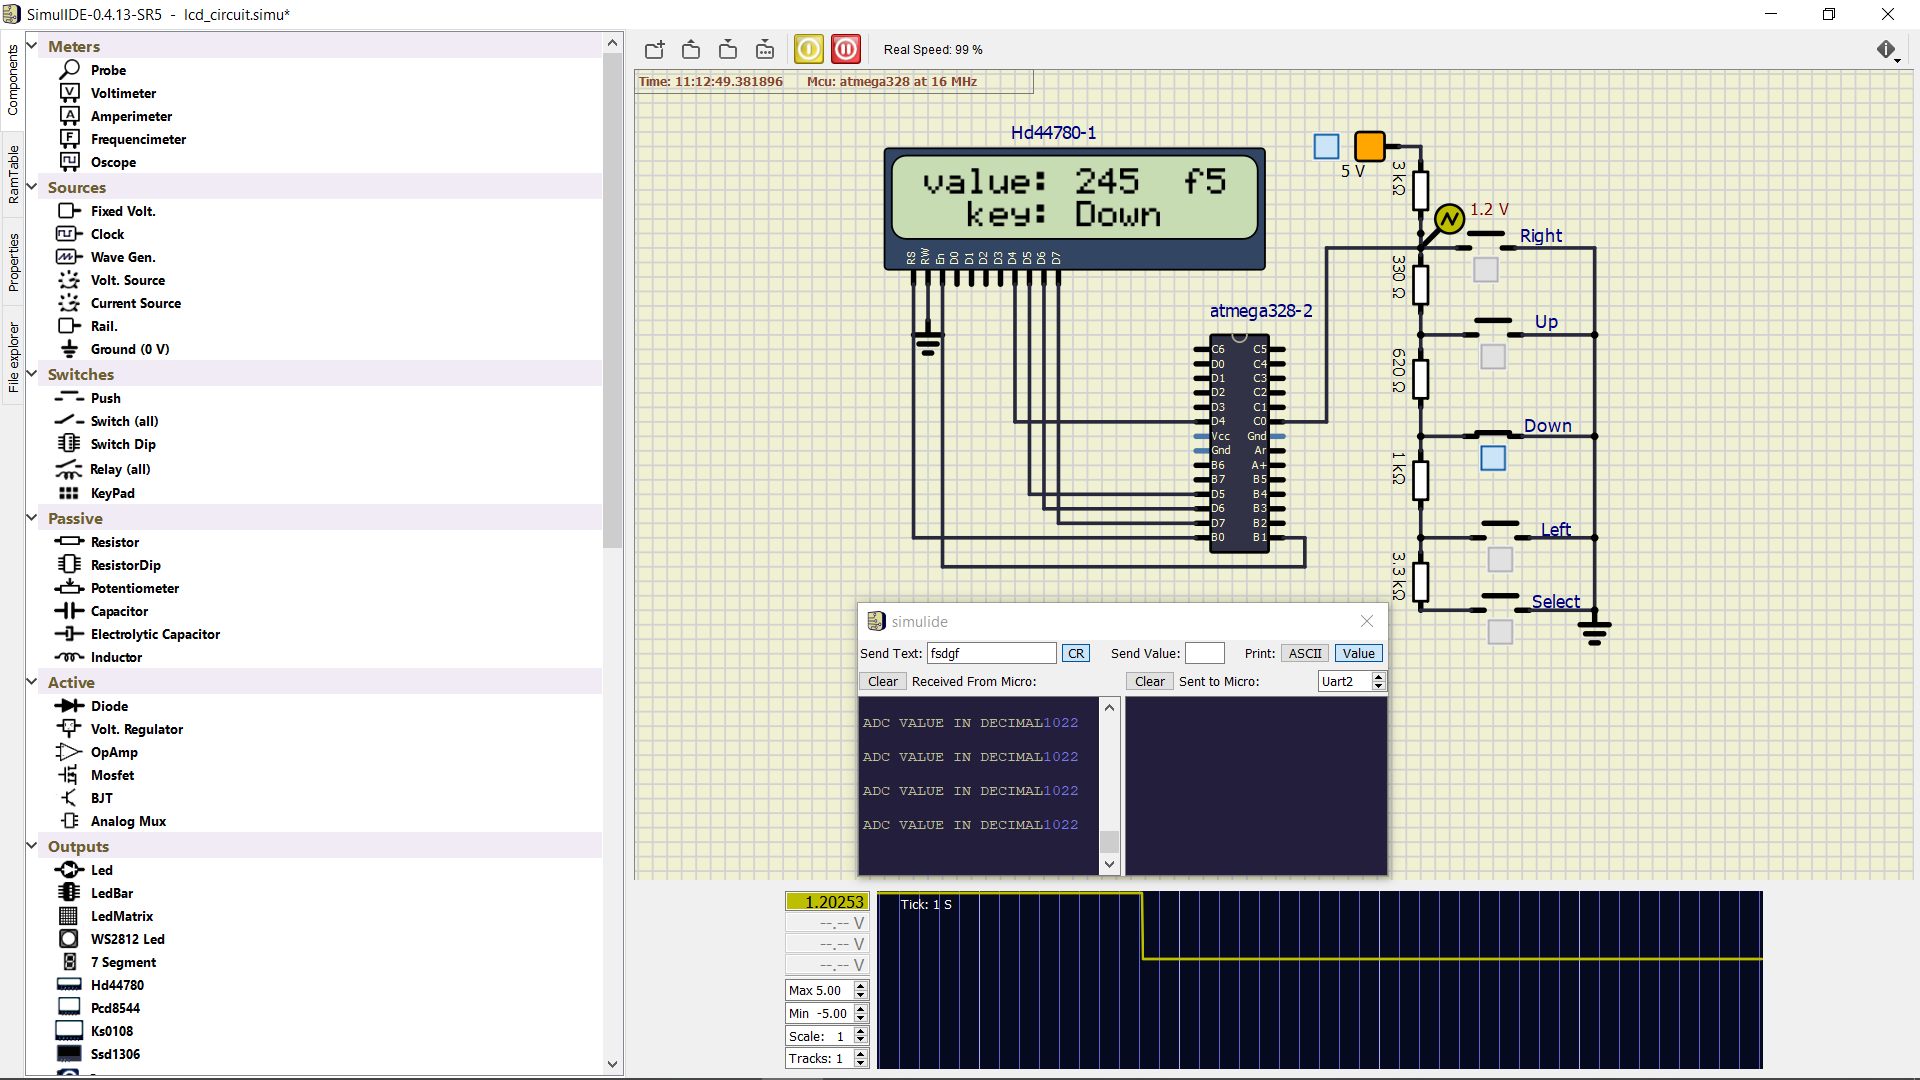 SimulIDE-0.4.13-SR5 - lcd_circuit.simu*
Components
RamTable
Properties
File explorer
Meters
Probe
Voltimeter
Amperimeter
Frequencimeter
Oscope
Sources
Fixed Volt.
Clock
Wave Gen.
Volt. Source
Current Source
Rail.
Ground (0 V)
Switches
Push
Switch (all)
Switch Dip
Relay (all)
KeyPad
Passive
Resistor
ResistorDip
Potentiometer
Capacitor
Electrolytic Capacitor
Inductor
Active
Diode
Volt. Regulator
OpAmp
Mosfet
BJT
Analog Mux
Outputs
Led
LedBar
LedMatrix
WS2812 Led
7 Segment
Hd44780
Pcd8544
Ks0108
Ssd1306
Real Speed: 99 %
Time: 11:12:49.381896 Mcu: atmega328 at 16 MHz
Hd44780-1
value: 245 f5
key: Down
RS RW En D0 D1 D2 D3 D4 D5 D6 D7
5 V
3 kΩ
1.2 V
Right
330 Ω
Up
620 Ω
Down
1 kΩ
Left
3.3 kΩ
Select
atmega328-2
C6 C5
D0 C4
D1 C3
D2 C2
D3 C1
D4 C0
Vcc Gnd
Gnd Ar
B6 A+
B7 B5
D5 B4
D6 B3
D7 B2
B0 B1
simulide
Send Text: fsdgf CR Send Value: Print: ASCII Value
Clear Received From Micro: Clear Sent to Micro: Uart2
ADC VALUE IN DECIMAL1022
ADC VALUE IN DECIMAL1022
ADC VALUE IN DECIMAL1022
ADC VALUE IN DECIMAL1022
1.20253
--.-- V
--.-- V
--.-- V
Max 5.00
Min -5.00
Scale: 1
Tracks: 1
Tick: 1 S